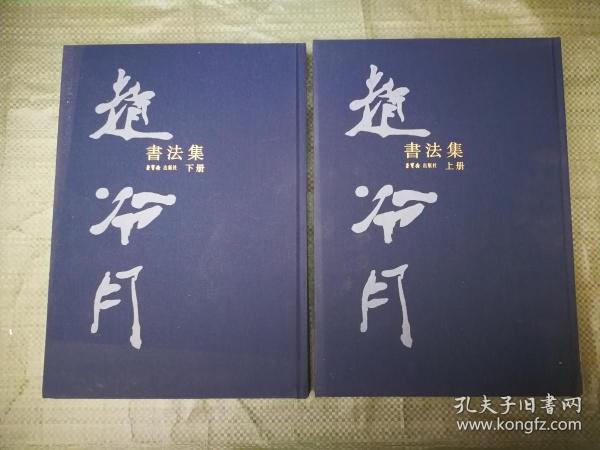 趙冷月
書法集
榮寶齋 出版社 下册
趙冷月
書法集
榮寶齋 出版社 上册
孔夫子旧書网
www.kongfz.com